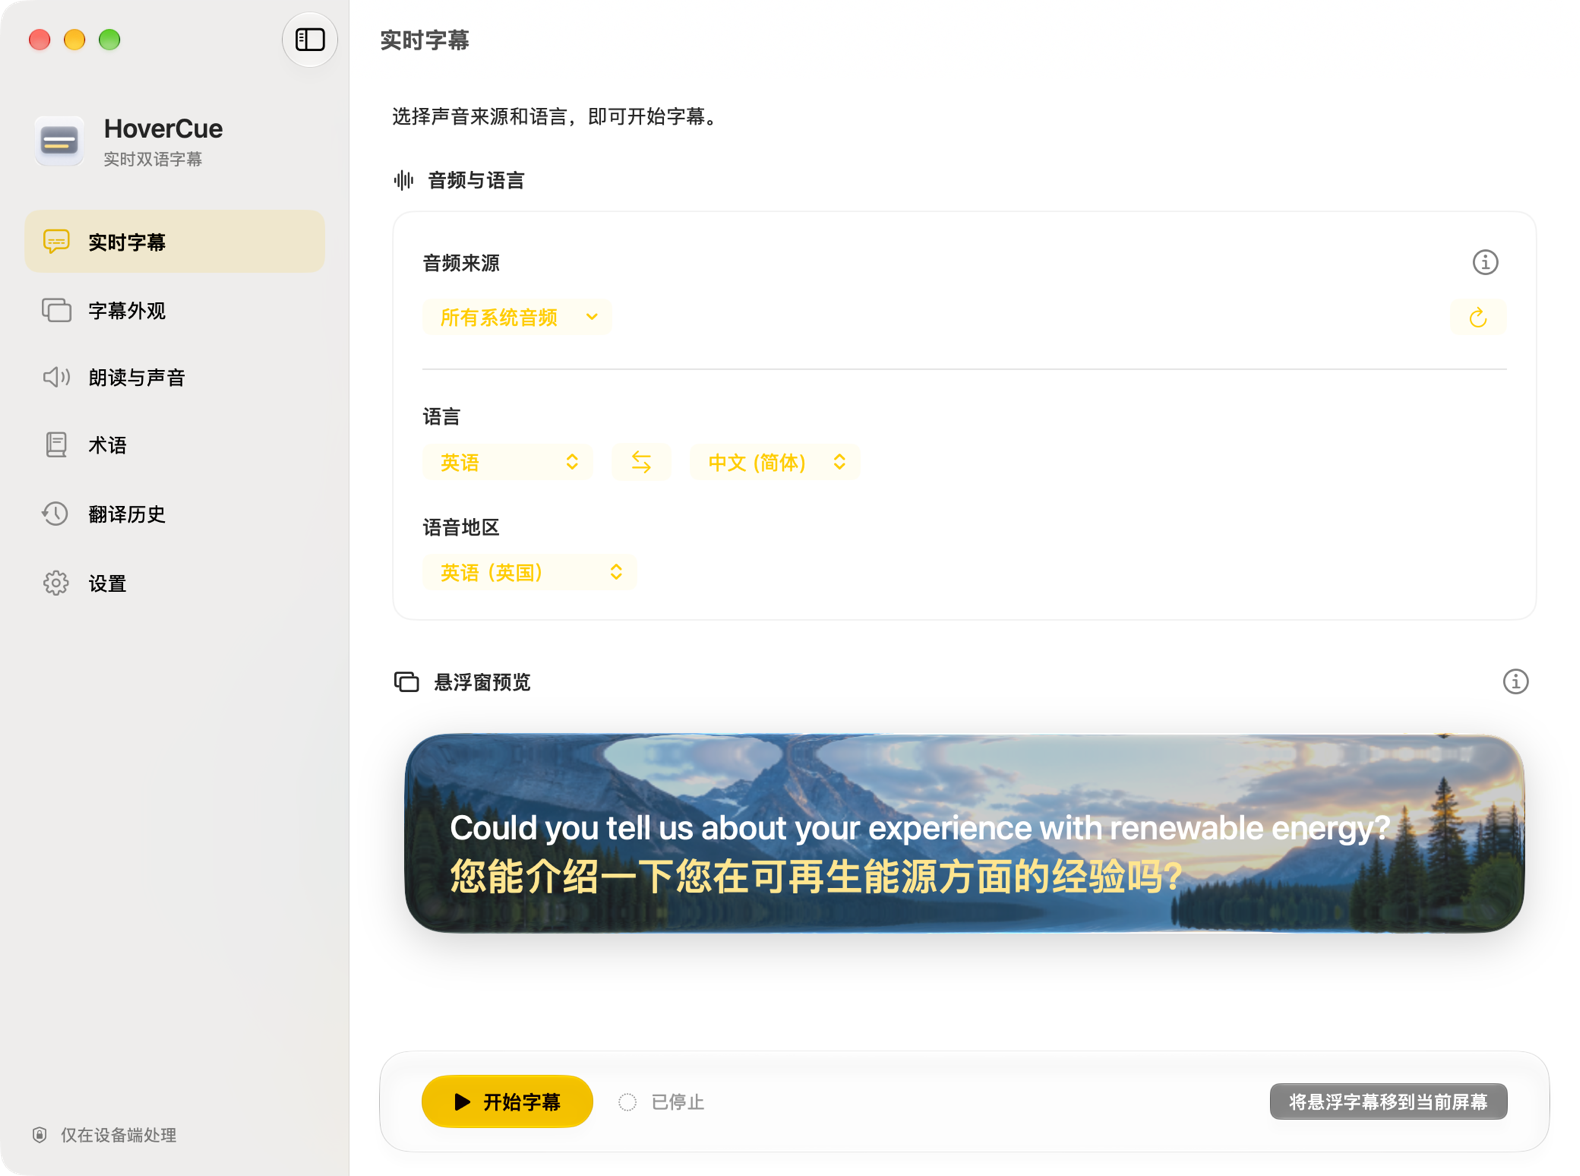 实时字幕
HoverCue
实时双语字幕
实时字幕
字幕外观
朗读与声音
术语
翻译历史
设置
仅在设备端处理
选择声音来源和语言，即可开始字幕。
音频与语言
音频来源
所有系统音频
语言
英语
中文 (简体)
语音地区
英语（英国）
悬浮窗预览
Could you tell us about your experience with renewable energy?
您能介绍一下您在可再生能源方面的经验吗?
开始字幕
已停止
将悬浮字幕移到当前屏幕